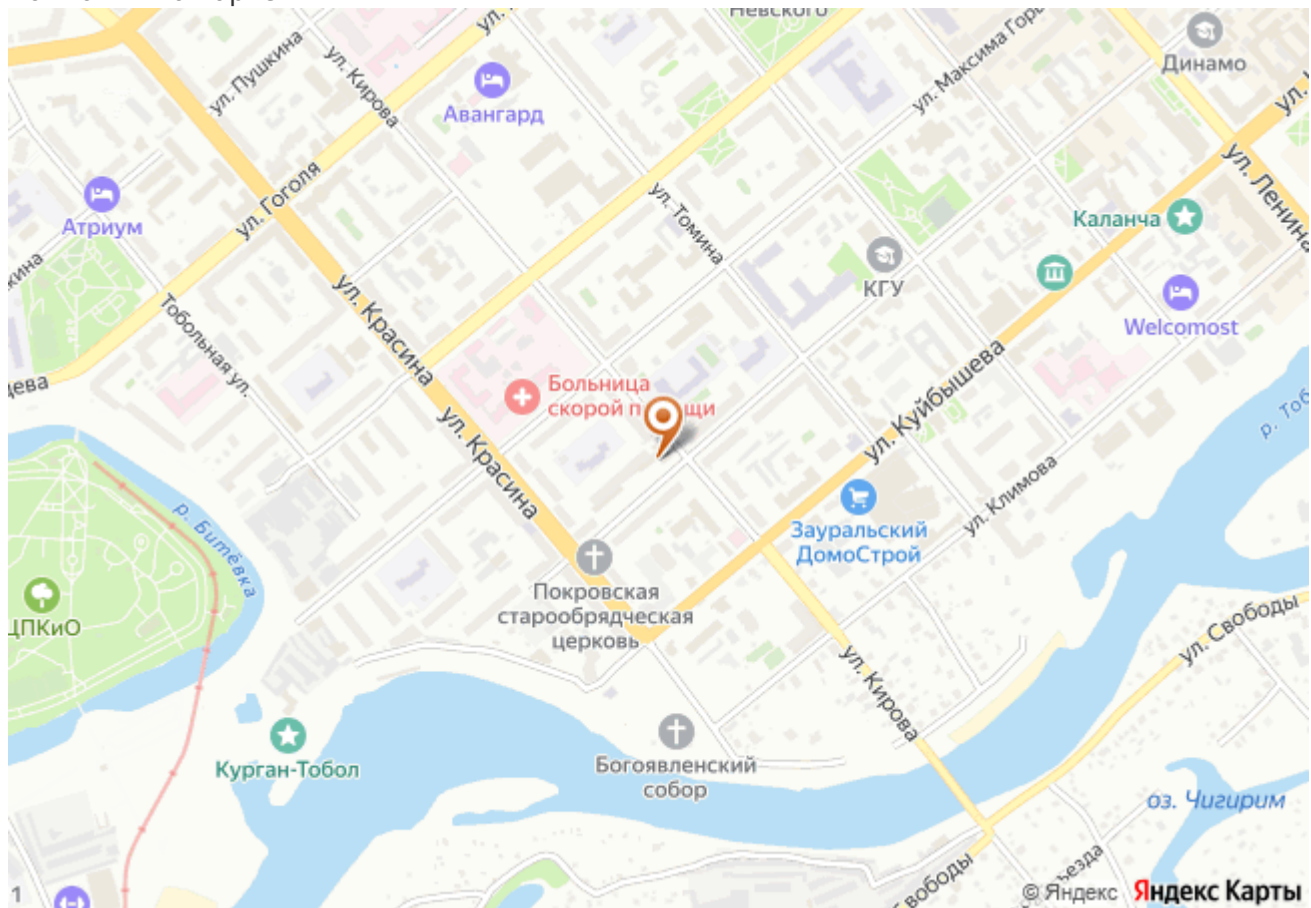 Невского
ул. Пушкина
ул. Кирова
Авангард
ул. Максима Гор
Динамо
Атриум
ул. Гоголя
ул. Томина
КГУ
Каланча
ул. Ленина
Welcomost
Тобольная ул.
ул. Красина
ул. Красина
Больница
скорой п щи
ул. Куйбышева
р. Тоб
р. Битёвка
Зауральский
ДомоСтрой
ул. Климова
ЦПКиО
Покровская
старообрядческая
церковь
ул. Свободы
ул. Кирова
Курган-Тобол
Богоявленский
собор
оз. Чигирим
1
© Яндекс Яндекс Карты